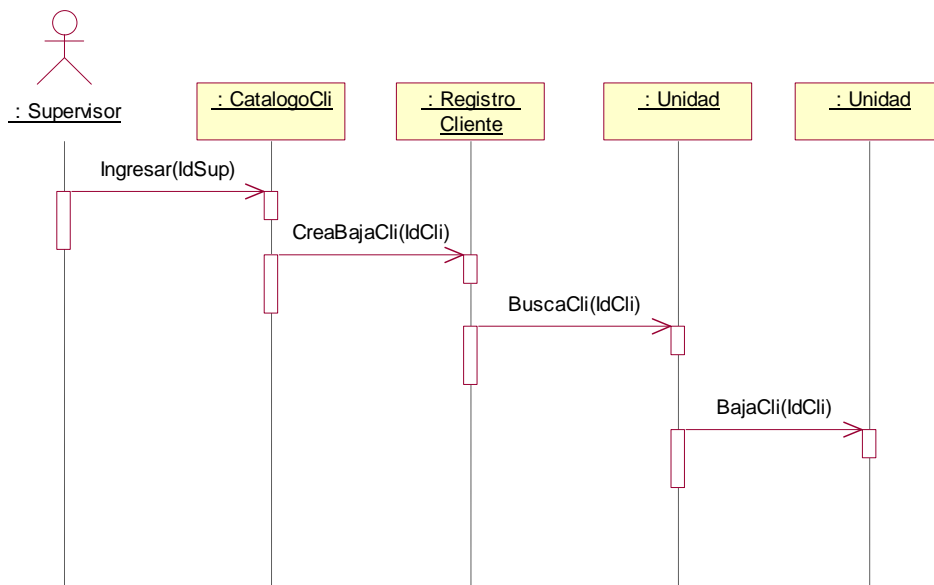 : Supervisor
: CatalogoCli
: Registro
Cliente
: Unidad
: Unidad
Ingresar(IdSup)
CreaBajaCli(IdCli)
BuscaCli(IdCli)
BajaCli(IdCli)